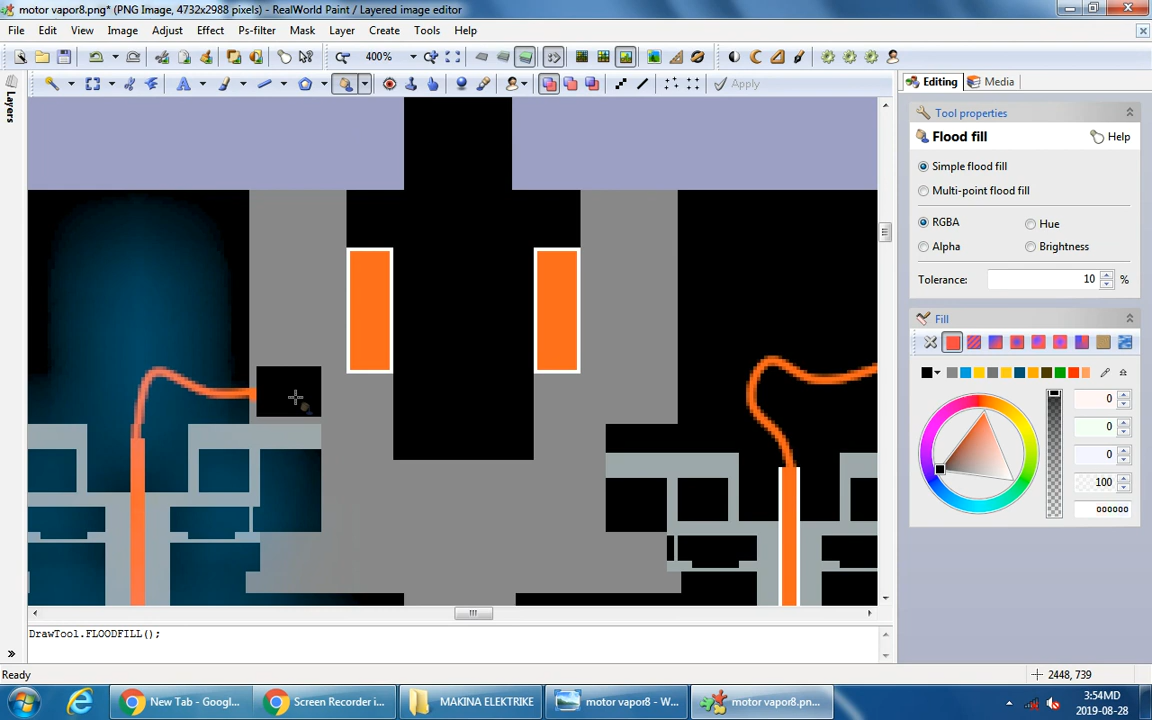 motor vapor8.png* (PNG Image, 4732x2988 pixels) - RealWorld Paint / Layered image editor
File Edit View Image Adjust Effect Ps-filter Mask Layer Create Tools Help
400%
Apply
Editing Media
Layers
Tool properties
Flood fill Help
Simple flood fill
Multi-point flood fill
RGBA Hue
Alpha Brightness
Tolerance: 10 %
Fill
0
0
0
100
000000
DrawTool.FLOODFILL();
Ready 2448, 739
New Tab - Googl... Screen Recorder i... MAKINA ELEKTRIKE motor vapor8 - W... motor vapor8.pn... 3:54MD
2019-08-28